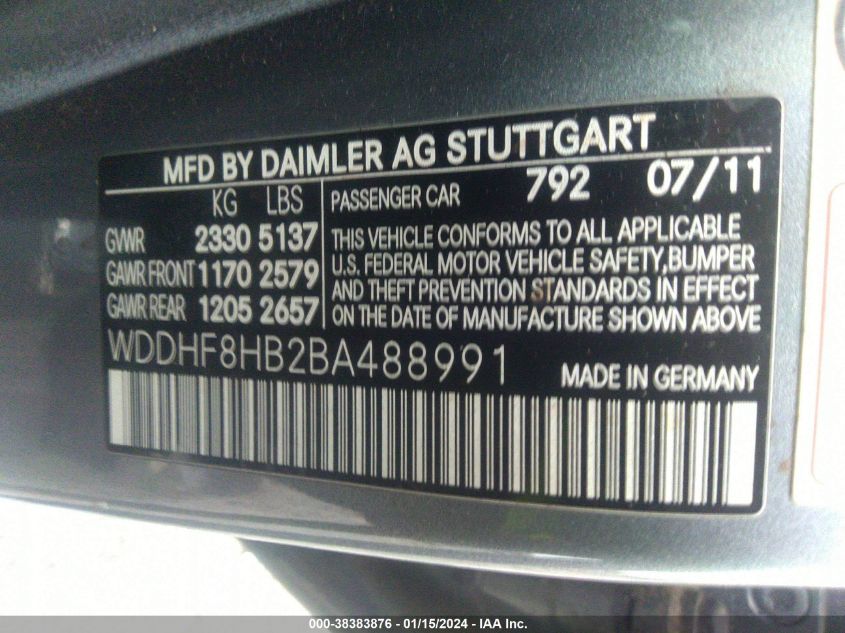 MFD BY DAIMLER AG STUTTGART
KG LBS
GVWR 2330 5137
GAWR FRONT 1170 2579
GAWR REAR 1205 2657
PASSENGER CAR 792 07/11
THIS VEHICLE CONFORMS TO ALL APPLICABLE
U.S. FEDERAL MOTOR VEHICLE SAFETY, BUMPER
AND THEFT PREVENTION STANDARDS IN EFFECT
ON THE DATE OF MANUFACTURE SHOWN ABOVE
WDDHF8HB2BA488991
MADE IN GERMANY
000-38383876 - 01/15/2024 - IAA Inc.